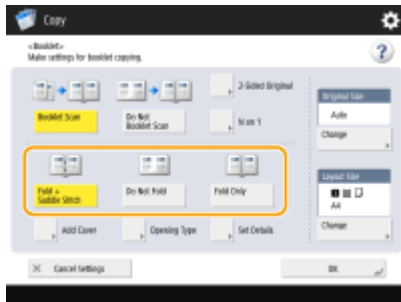 Copy
<Booklet>
Make settings for booklet copying.
?
Booklet Scan
Do Not
Booklet Scan
2-Sided Original
N on 1
Original Size
Auto
Change
Fold +
Saddle Stitch
Do Not Fold
Fold Only
Layout Size
A4
Change
Add Cover
Opening Type
Set Details
Cancel Settings
OK